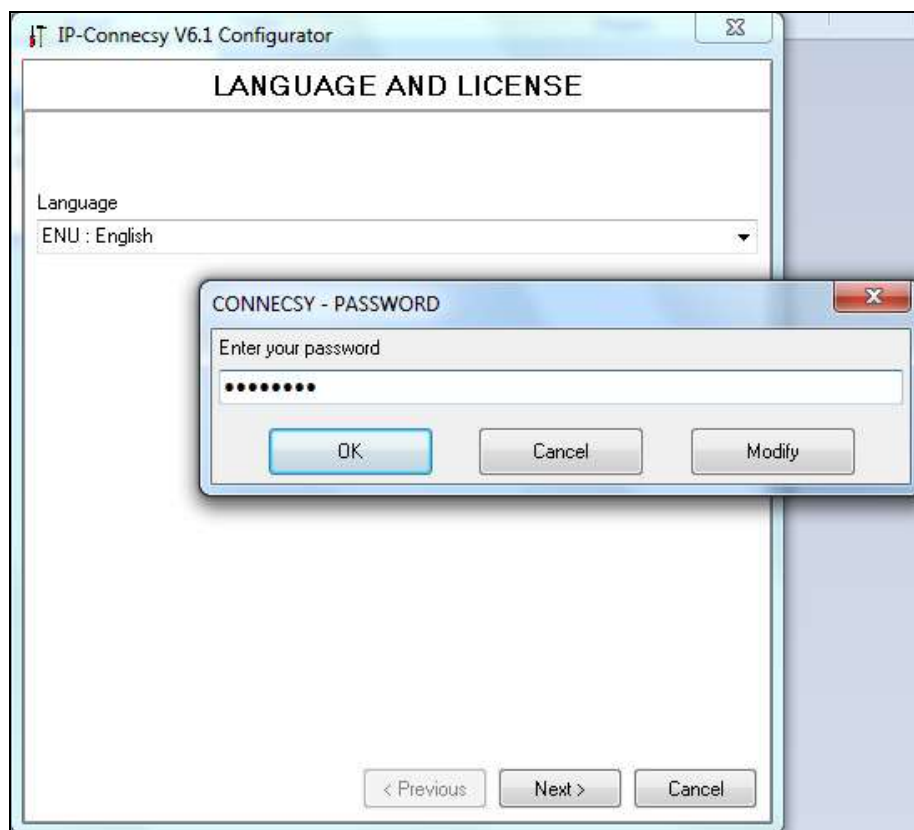 IP-Connecsy V6.1 Configurator
LANGUAGE AND LICENSE
Language
ENU : English
CONNECSY - PASSWORD
Enter your password
••••••••
OK Cancel Modify
< Previous Next > Cancel